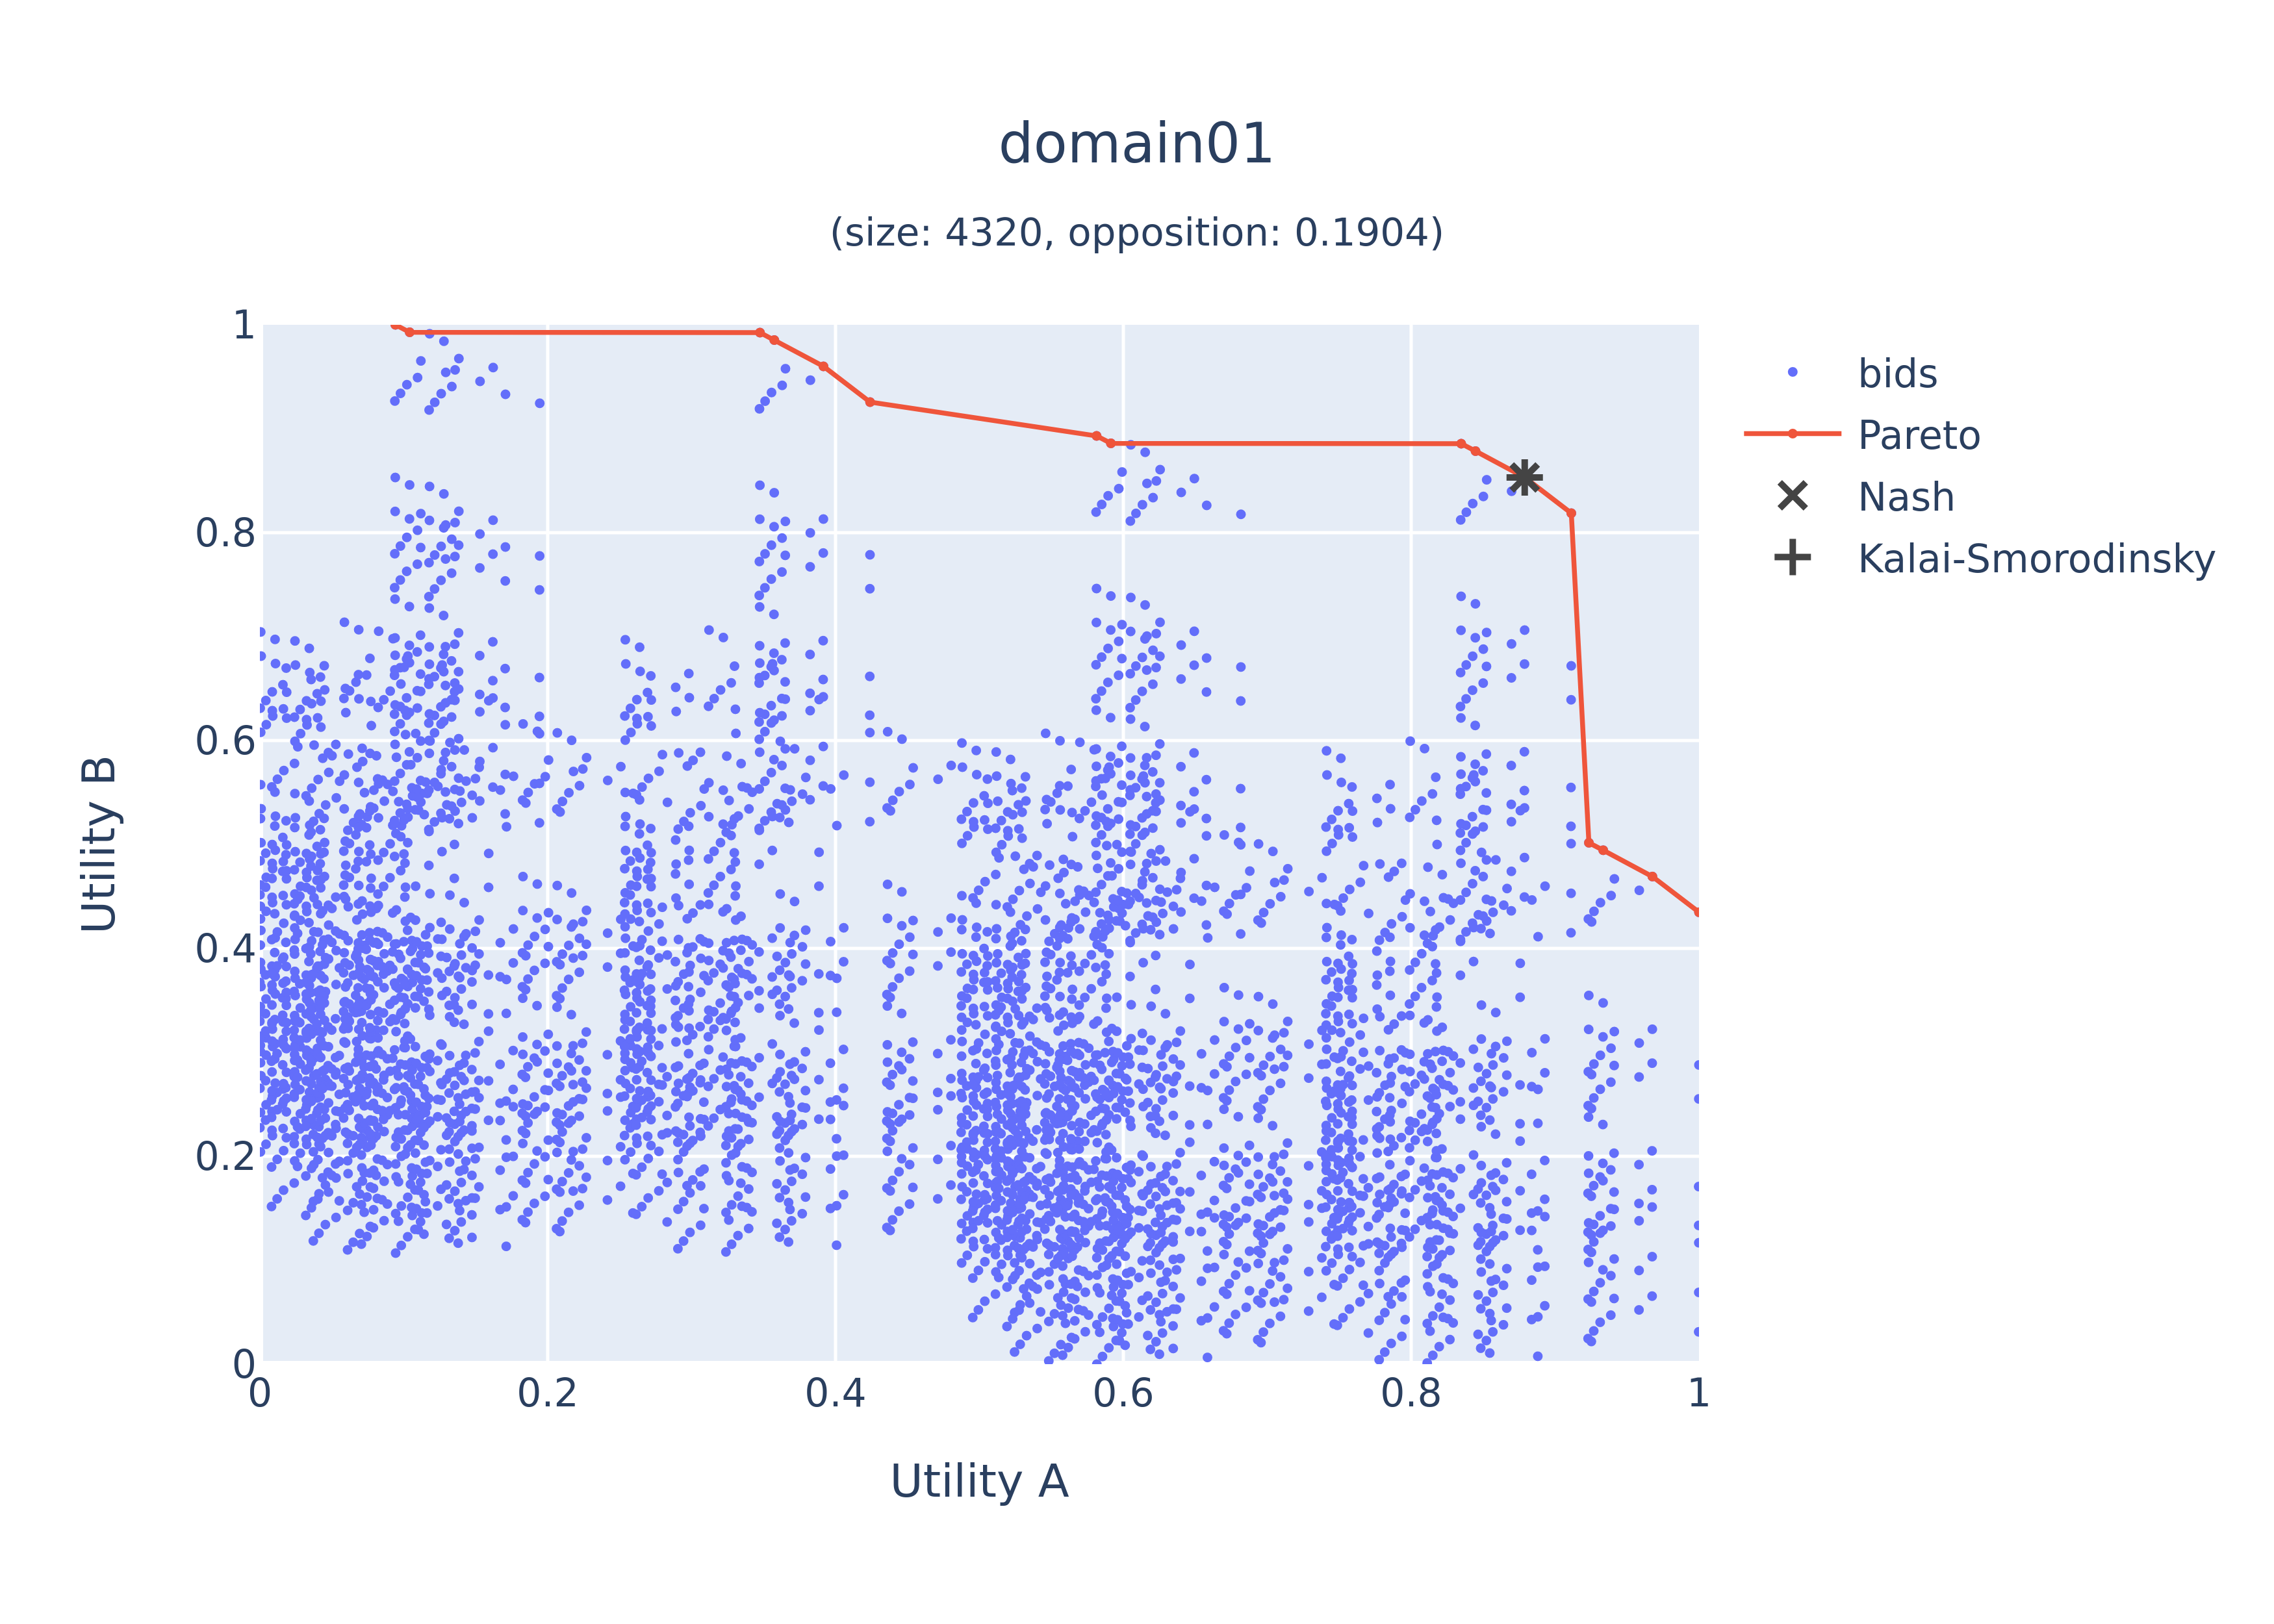 domain01
(size: 4320, opposition: 0.1904)
1
0.8
0.6
0.4
0.2
0
0 0.2 0.4 0.6 0.8 1
Utility B
Utility A
bids
Pareto
Nash
Kalai-Smorodinsky